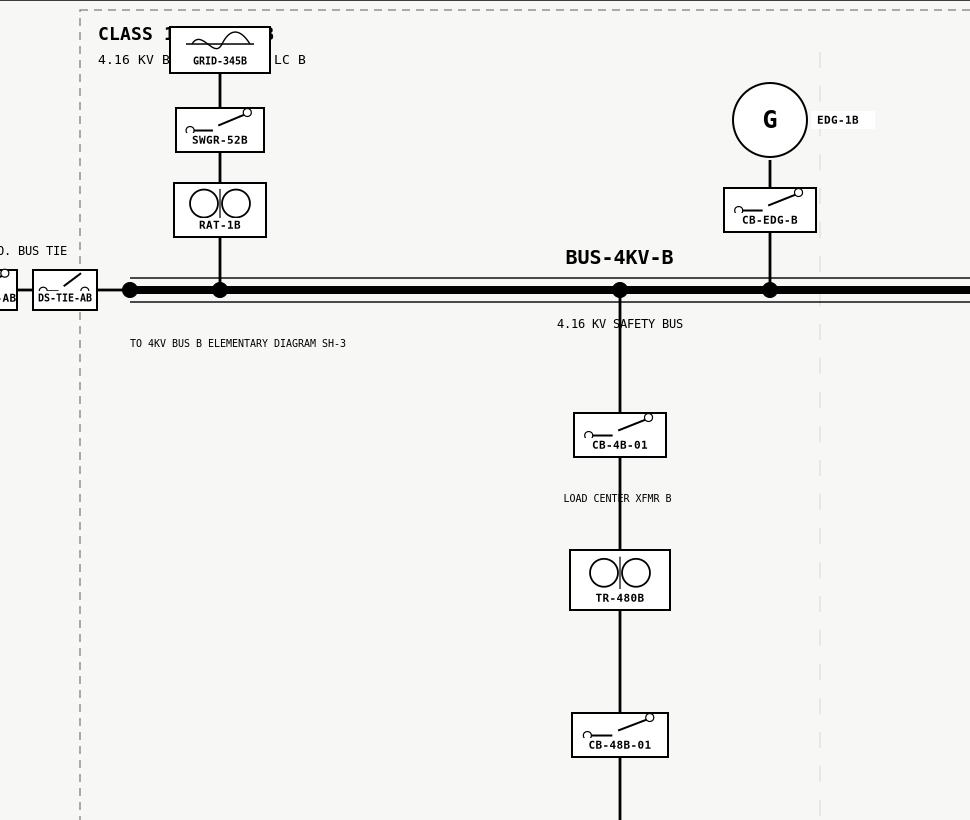 CLASS
GRID-345B
4.16 KV B
LC B
SWGR-52B
G
EDG-1B
RAT-1B
CB-EDG-B
O. BUS TIE
BUS-4KV-B
-AB
DS-TIE-AB
4.16 KV SAFETY BUS
TO 4KV BUS B ELEMENTARY DIAGRAM SH-3
CB-4B-01
LOAD CENTER XFMR B
TR-480B
CB-48B-01